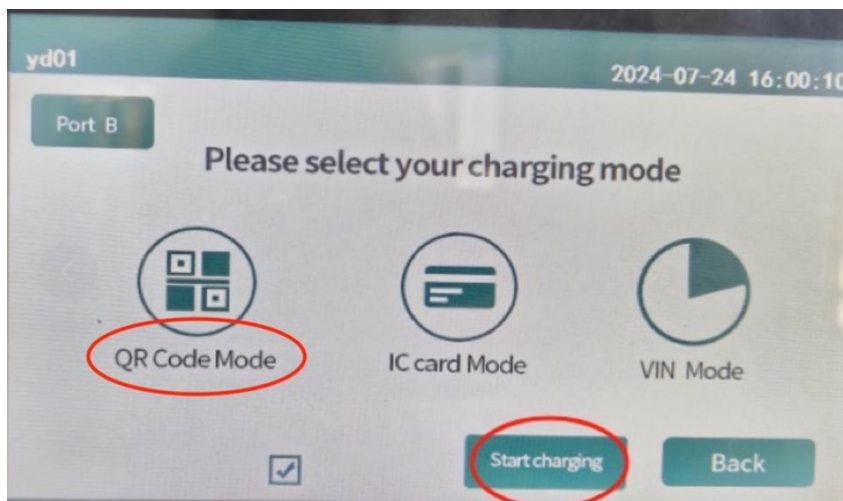 yd01
2024-07-24 16:00:10
Port B
Please select your charging mode
QR Code Mode
IC card Mode
VIN Mode
Start charging
Back